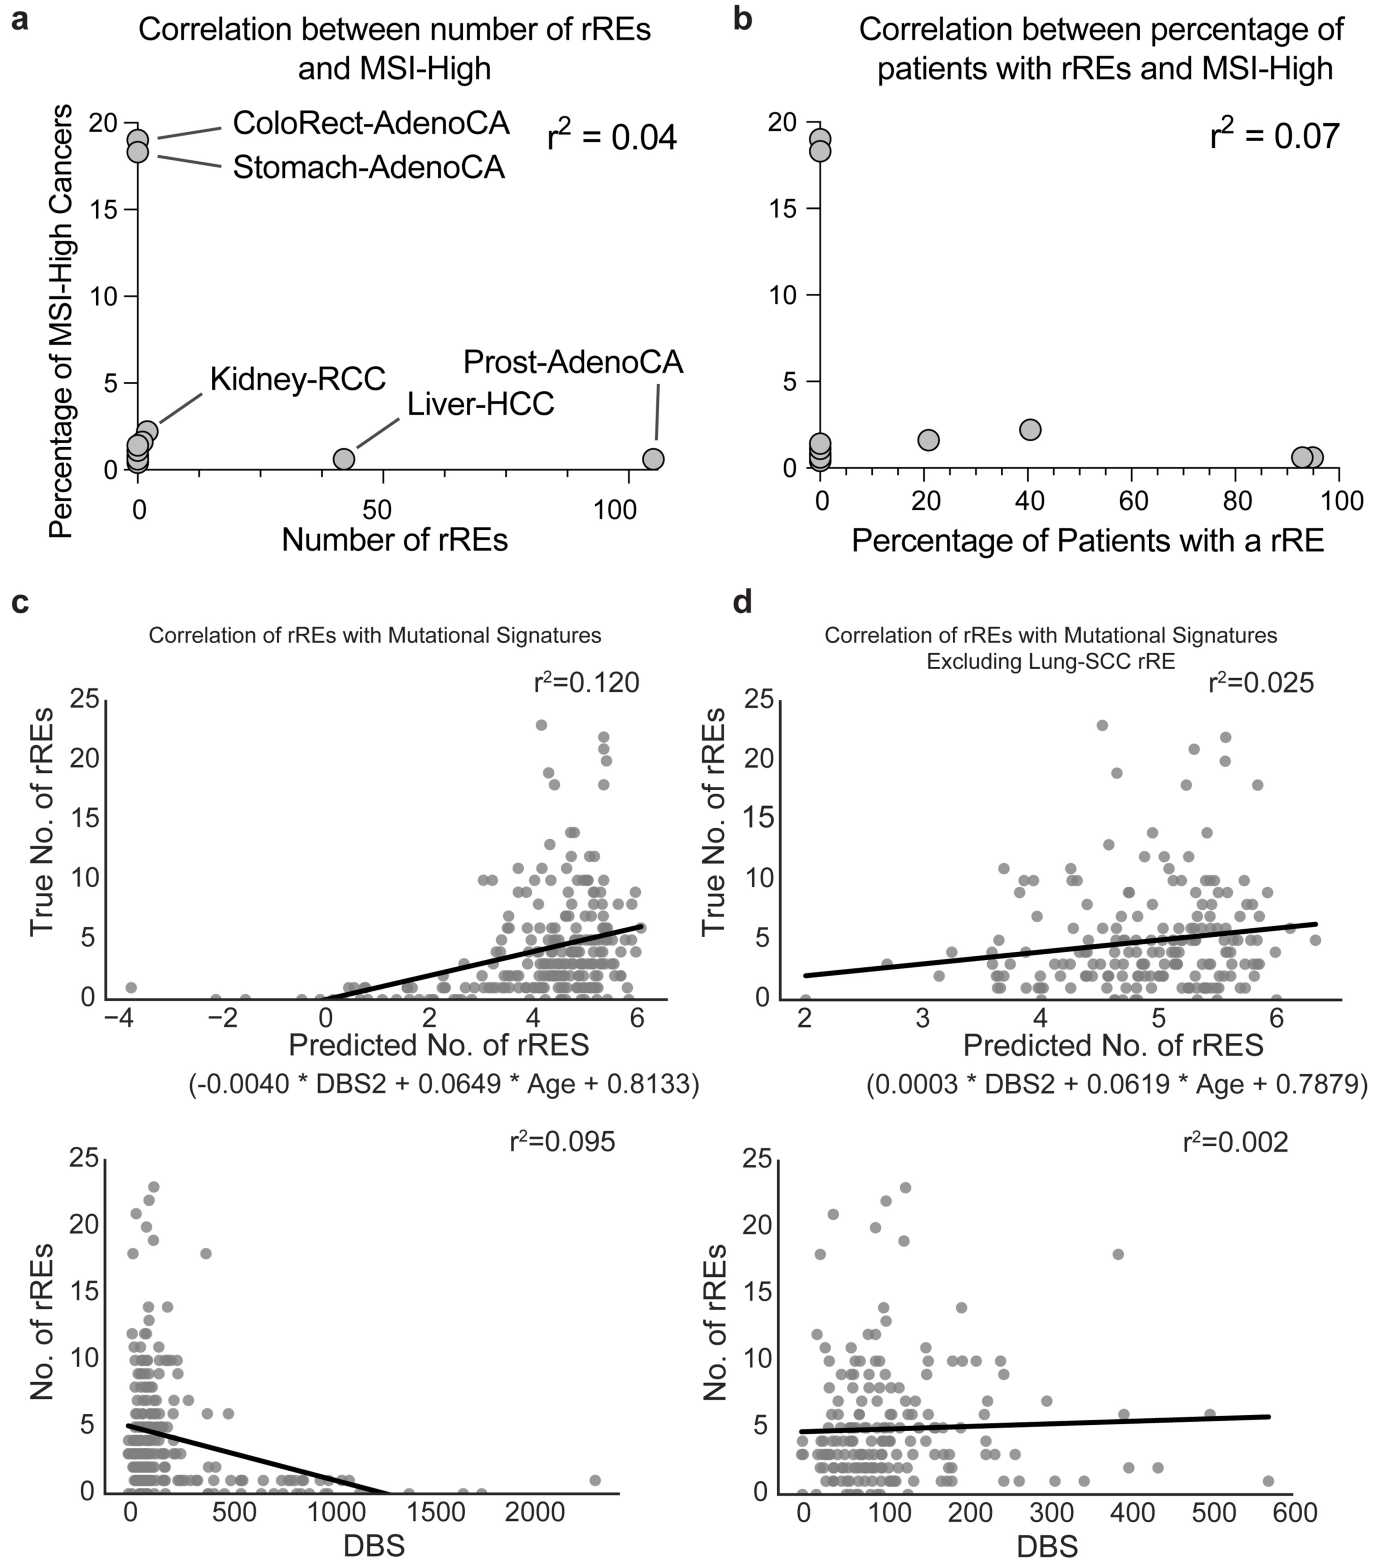 a
Correlation between number of rREs
and MSI-High
r² = 0.04
Percentage of MSI-High Cancers
20
15
10
5
0
ColoRect-AdenoCA
Stomach-AdenoCA
Kidney-RCC
Liver-HCC
Prost-AdenoCA
0 50 100
Number of rREs
b
Correlation between percentage of
patients with rREs and MSI-High
r² = 0.07
20
15
10
5
0
0 20 40 60 80 100
Percentage of Patients with a rRE
c
Correlation of rREs with Mutational Signatures
r²=0.120
True No. of rREs
25
20
15
10
5
0
−4 −2 0 2 4 6
Predicted No. of rRES
(-0.0040 * DBS2 + 0.0649 * Age + 0.8133)
r²=0.095
No. of rREs
25
20
15
10
5
0
0 500 1000 1500 2000
DBS
d
Correlation of rREs with Mutational Signatures
Excluding Lung-SCC rRE
r²=0.025
True No. of rREs
25
20
15
10
5
0
2 3 4 5 6
Predicted No. of rRES
(0.0003 * DBS2 + 0.0619 * Age + 0.7879)
r²=0.002
No. of rREs
25
20
15
10
5
0
0 100 200 300 400 500 600
DBS